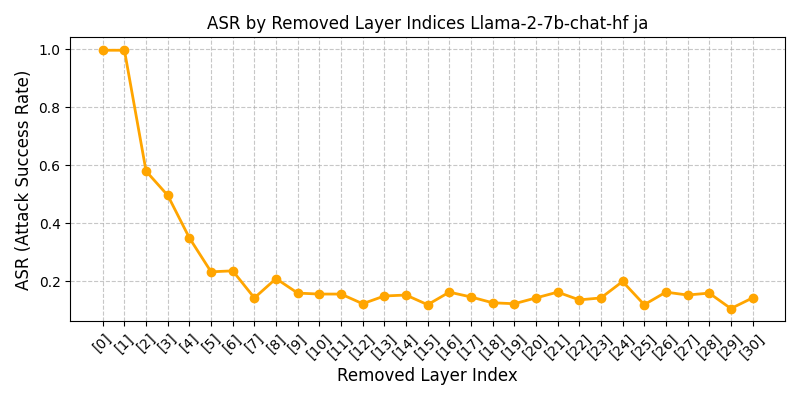 ASR by Removed Layer Indices Llama-2-7b-chat-hf ja
ASR (Attack Success Rate)
1.0
0.8
0.6
0.4
0.2
[0] [1] [2] [3] [4] [5] [6] [7] [8] [9] [10] [11] [12] [13] [14] [15] [16] [17] [18] [19] [20] [21] [22] [23] [24] [25] [26] [27] [28] [29] [30]
Removed Layer Index